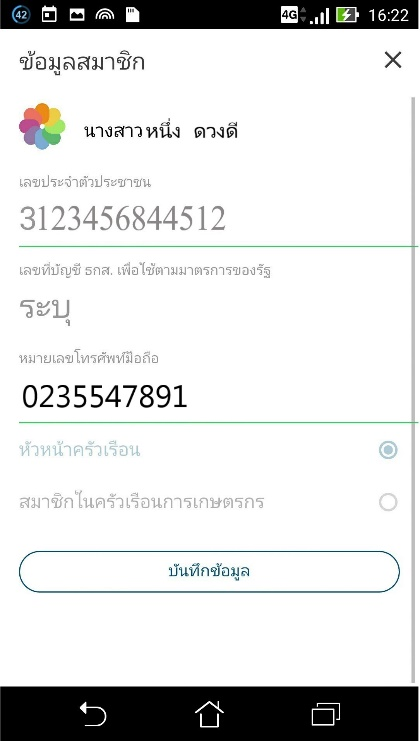 42 4G 16:22
ข้อมูลสมาชิก
นางสาวหนึ่ง ดวงดี
เลขประจำตัวประชาชน
3123456844512
เลขที่บัญชี ธกส. เพื่อใช้ตามมาตรการของรัฐ
ระบุ
หมายเลขโทรศัพท์มือถือ
0235547891
หัวหน้าครัวเรือน
สมาชิกในครัวเรือนการเกษตรกร
บันทึกข้อมูล